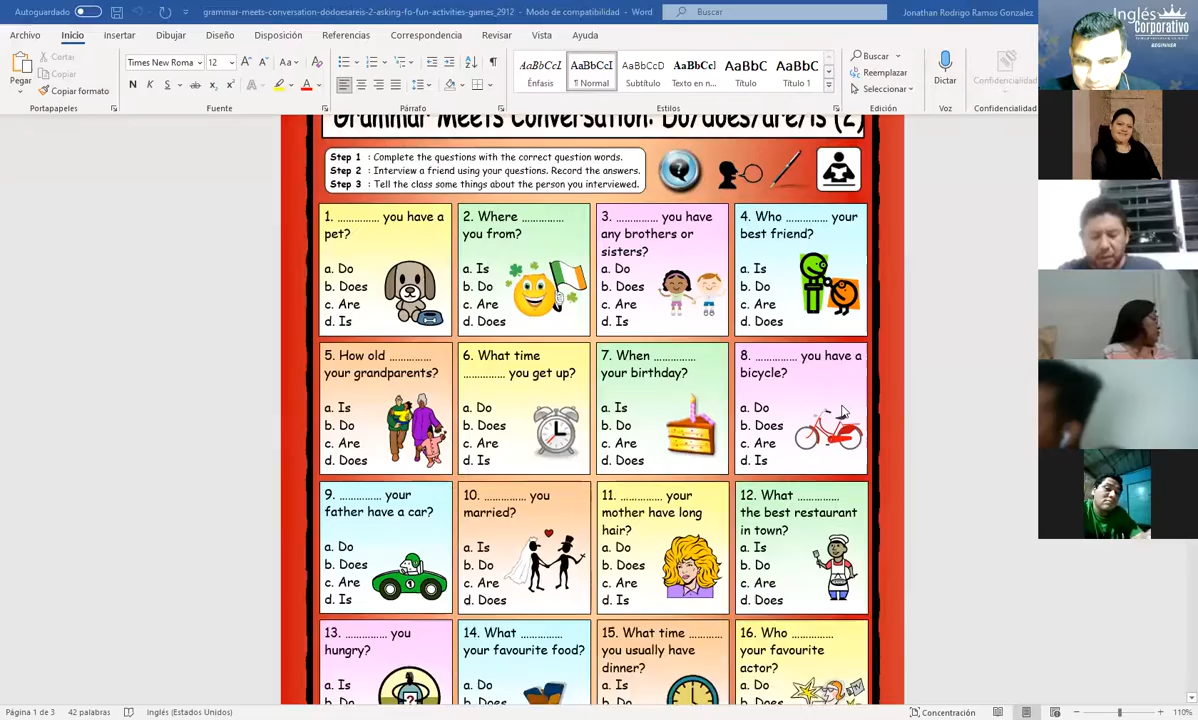 Autoguardado
grammar-meets-conversation-dodoesareis-2-asking-fo-fun-activities-games_2912 - Modo de compatibilidad - Word
Buscar
Jonathan Rodrigo Ramos Gonzalez
Archivo Inicio Insertar Dibujar Diseño Disposición Referencias Correspondencia Revisar Vista Ayuda
Pegar
Cortar
Copiar
Copiar formato
Portapapeles
Times New Roma 12
Fuente
Párrafo
AaBbCcI Énfasis
AaBbCcI ¶ Normal
AaBbCcD Subtítulo
AaBbCcI Texto en n...
AaBbC Título
AaBbC Título 1
Estilos
Buscar
Reemplazar
Seleccionar
Edición
Dictar
Voz
Confidencialidad
Confidencialidad
Inglés
Corporativo
BEGINNER
Grammar Meets Conversation: Do/does/are/is (2)
Step 1 : Complete the questions with the correct question words.
Step 2 : Interview a friend using your questions. Record the answers.
Step 3 : Tell the class some things about the person you interviewed.
1. ............... you have a
pet?
a. Do
b. Does
c. Are
d. Is
2. Where ...............
you from?
a. Is
b. Do
c. Are
d. Does
3. ............... you have
any brothers or
sisters?
a. Do
b. Does
c. Are
d. Is
4. Who ............... your
best friend?
a. Is
b. Do
c. Are
d. Does
5. How old ...............
your grandparents?
a. Is
b. Do
c. Are
d. Does
6. What time
............... you get up?
a. Do
b. Does
c. Are
d. Is
7. When ...............
your birthday?
a. Is
b. Do
c. Are
d. Does
8. ............... you have a
bicycle?
a. Do
b. Does
c. Are
d. Is
9. ............... your
father have a car?
a. Do
b. Does
c. Are
d. Is
10. ............... you
married?
a. Is
b. Do
c. Are
d. Does
11. ............... your
mother have long
hair?
a. Do
b. Does
c. Are
d. Is
12. What ...............
the best restaurant
in town?
a. Is
b. Do
c. Are
d. Does
13. ............... you
hungry?
a. Is
b. Do
14. What ...............
your favourite food?
a. Do
b. Does
15. What time ............
you usually have
dinner?
a. Is
b. Do
16. Who ...............
your favourite
actor?
a. Do
b. Does
Página 1 de 3 42 palabras Inglés (Estados Unidos) Concentración 110%